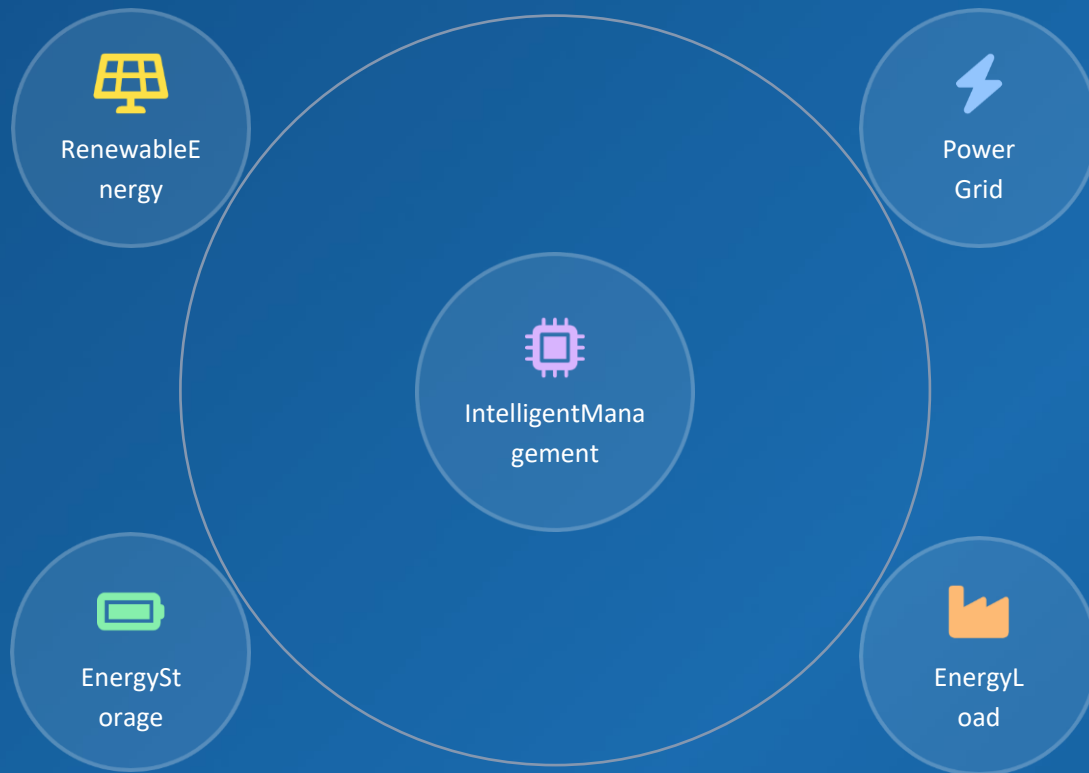 RenewableE
nergy
Power
Grid
IntelligentMana
gement
EnergySt
orage
EnergyL
oad